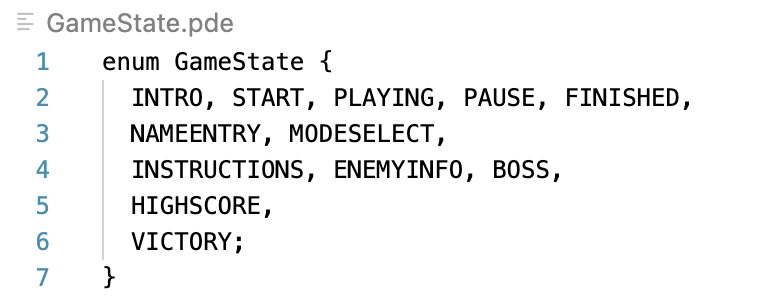 GameState.pde
1 enum GameState {
2 INTRO, START, PLAYING, PAUSE, FINISHED,
3 NAMEENTRY, MODESELECT,
4 INSTRUCTIONS, ENEMYINFO, BOSS,
5 HIGHSCORE,
6 VICTORY;
7 }